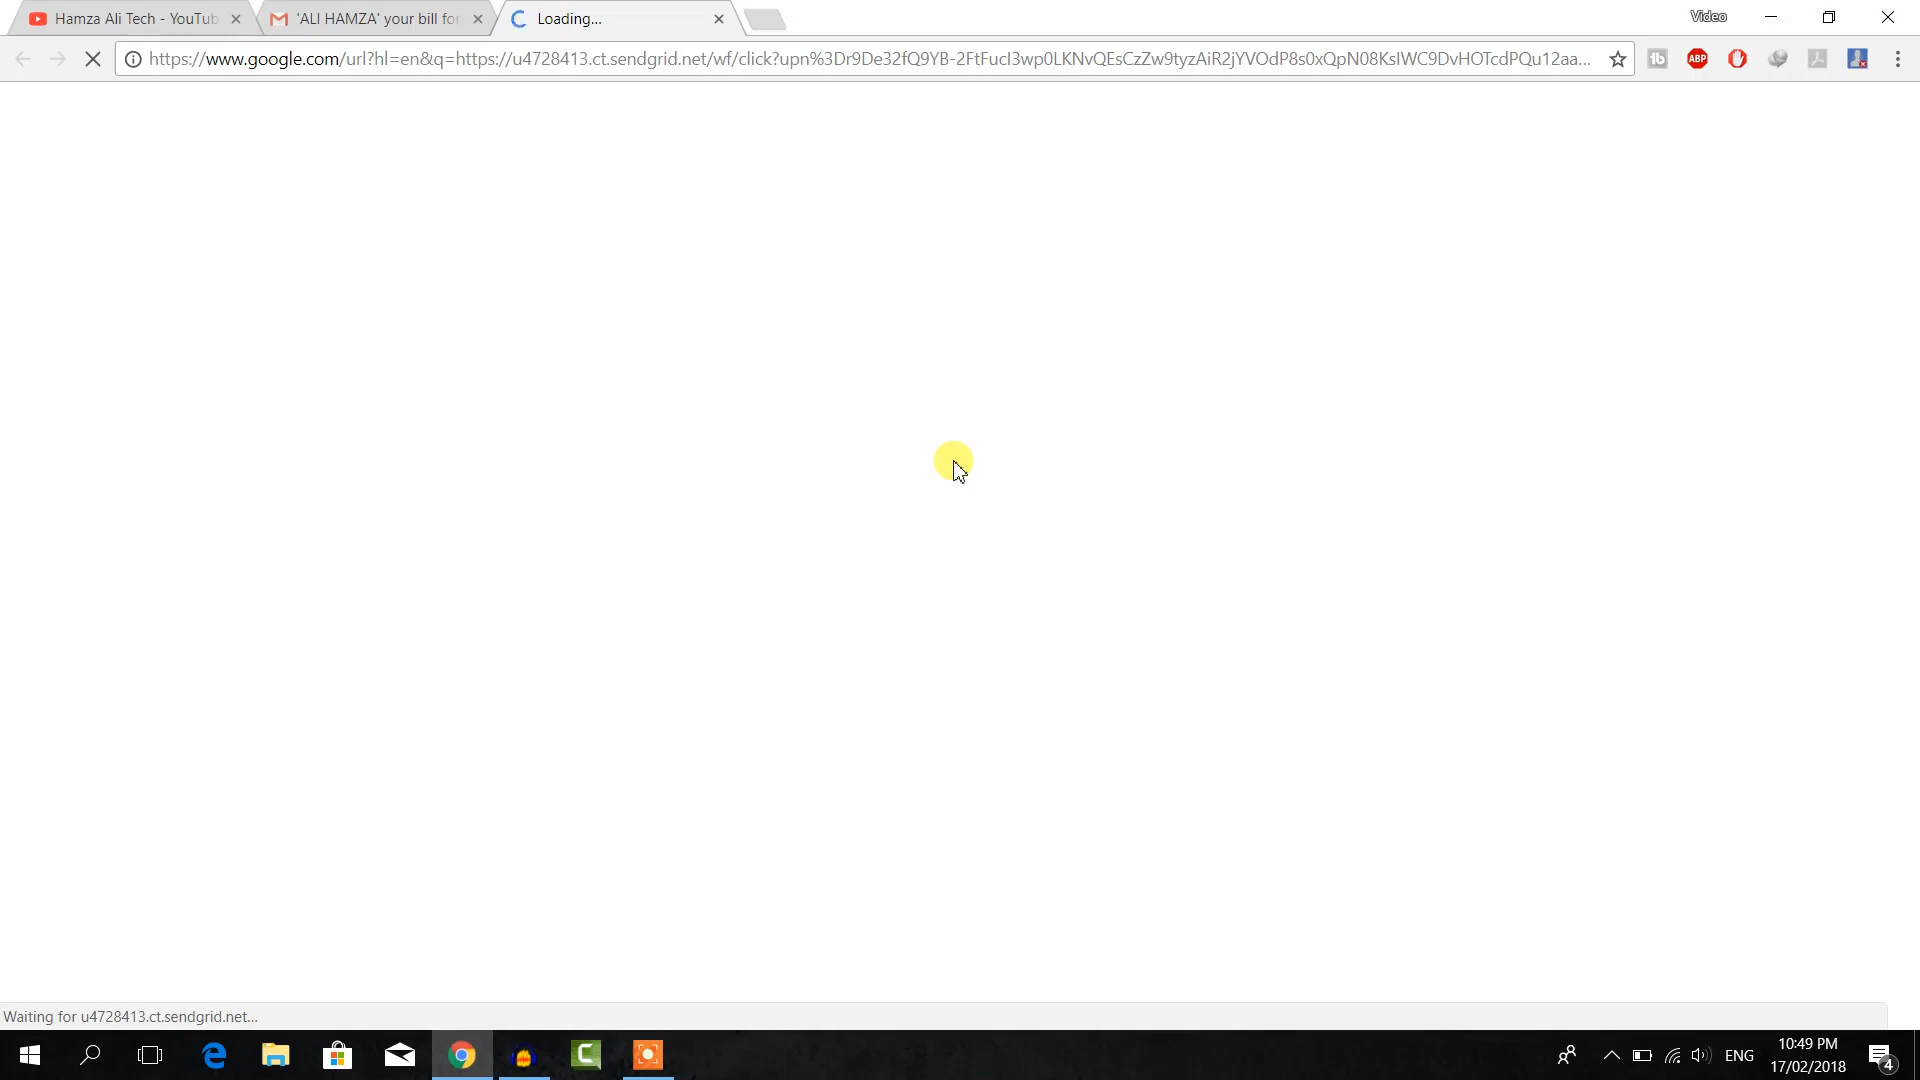 Hamza Ali Tech - YouTub
'ALI HAMZA' your bill for
Loading...
Video
https://www.google.com/url?hl=en&q=https://u4728413.ct.sendgrid.net/wf/click?upn%3Dr9De32fQ9YB-2FtFucI3wp0LKNvQEsCzZw9tyzAiR2jYVOdP8s0xQpN08KsIWC9DvHOTcdPQu12aa...
ABP
Waiting for u4728413.ct.sendgrid.net...
ENG
10:49 PM
17/02/2018
4